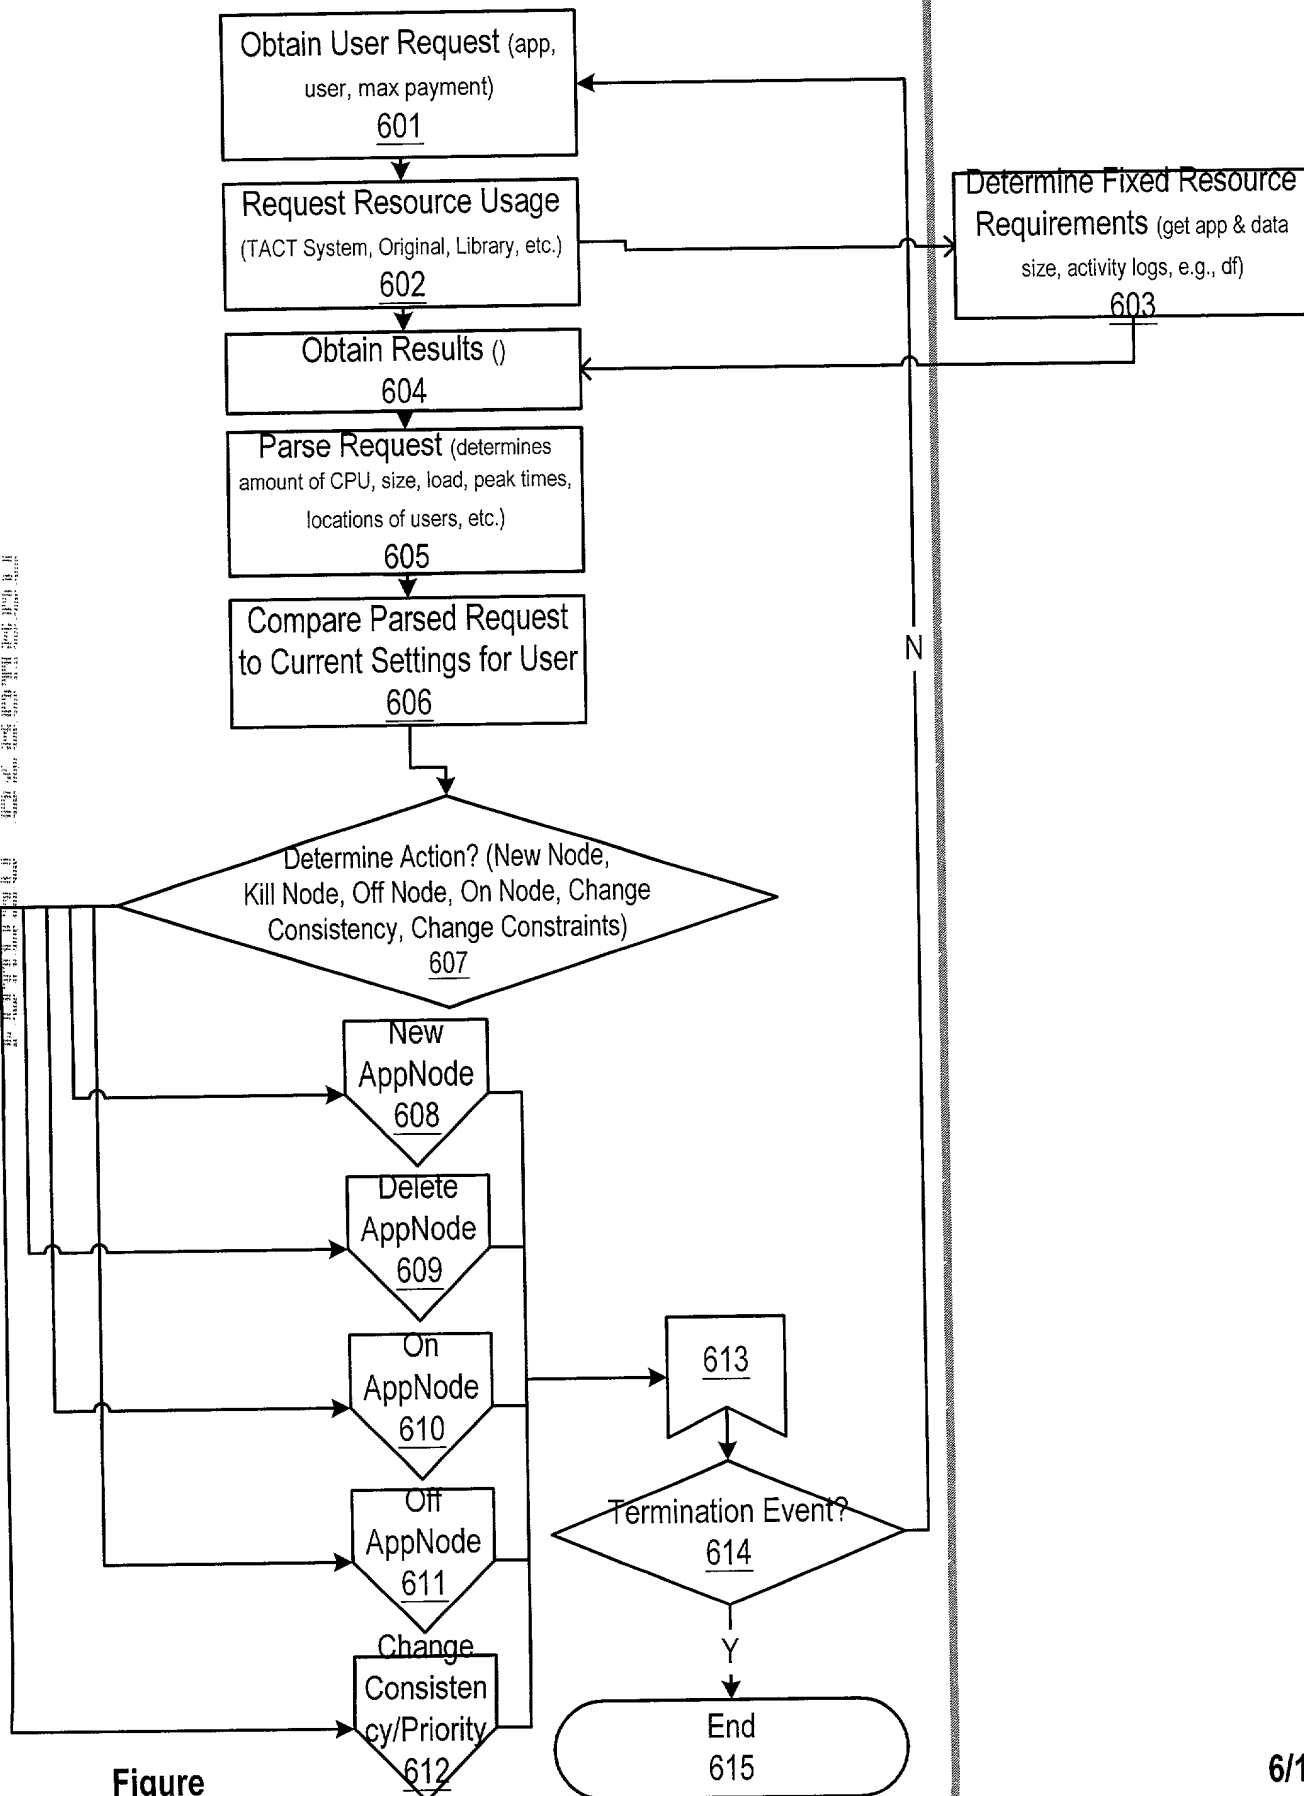 Obtain User Request (app,
user, max payment)
601
Request Resource Usage
(TACT System, Original, Library, etc.)
602
Determine Fixed Resource
Requirements (get app & data
size, activity logs, e.g., df)
603
Obtain Results ()
604
Parse Request (determines
amount of CPU, size, load, peak times,
locations of users, etc.)
605
Compare Parsed Request
to Current Settings for User
606
N
Determine Action? (New Node,
Kill Node, Off Node, On Node, Change
Consistency, Change Constraints)
607
New
AppNode
608
Delete
AppNode
609
On
AppNode
610
Off
AppNode
611
Change
Consisten
cy/Priority
612
613
Termination Event?
614
Y
End
615
Figure
6/1